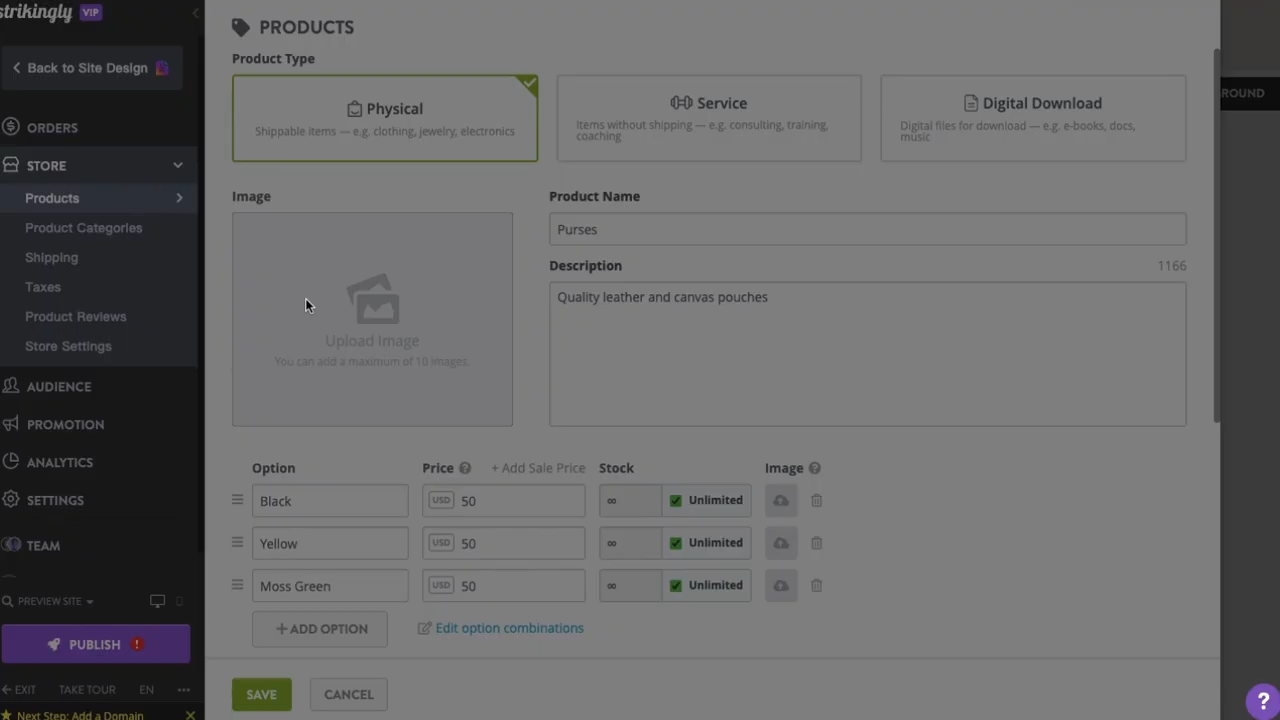 strikingly VIP
Back to Site Design
ORDERS
STORE
Products
Product Categories
Shipping
Taxes
Product Reviews
Store Settings
AUDIENCE
PROMOTION
ANALYTICS
SETTINGS
TEAM
PREVIEW SITE
PUBLISH !
EXIT TAKE TOUR EN
Next Step: Add a Domain
PRODUCTS
Product Type
Physical
Shippable items — e.g. clothing, jewelry, electronics
Service
Items without shipping — e.g. consulting, training,
coaching
Digital Download
Digital files for download — e.g. e-books, docs,
music
Image
Upload Image
You can add a maximum of 10 images.
Product Name
Purses
Description 1166
Quality leather and canvas pouches
Option Price ? + Add Sale Price Stock Image ?
Black USD 50 ∞ Unlimited
Yellow USD 50 ∞ Unlimited
Moss Green USD 50 ∞ Unlimited
+ ADD OPTION Edit option combinations
SAVE CANCEL
ROUND
?